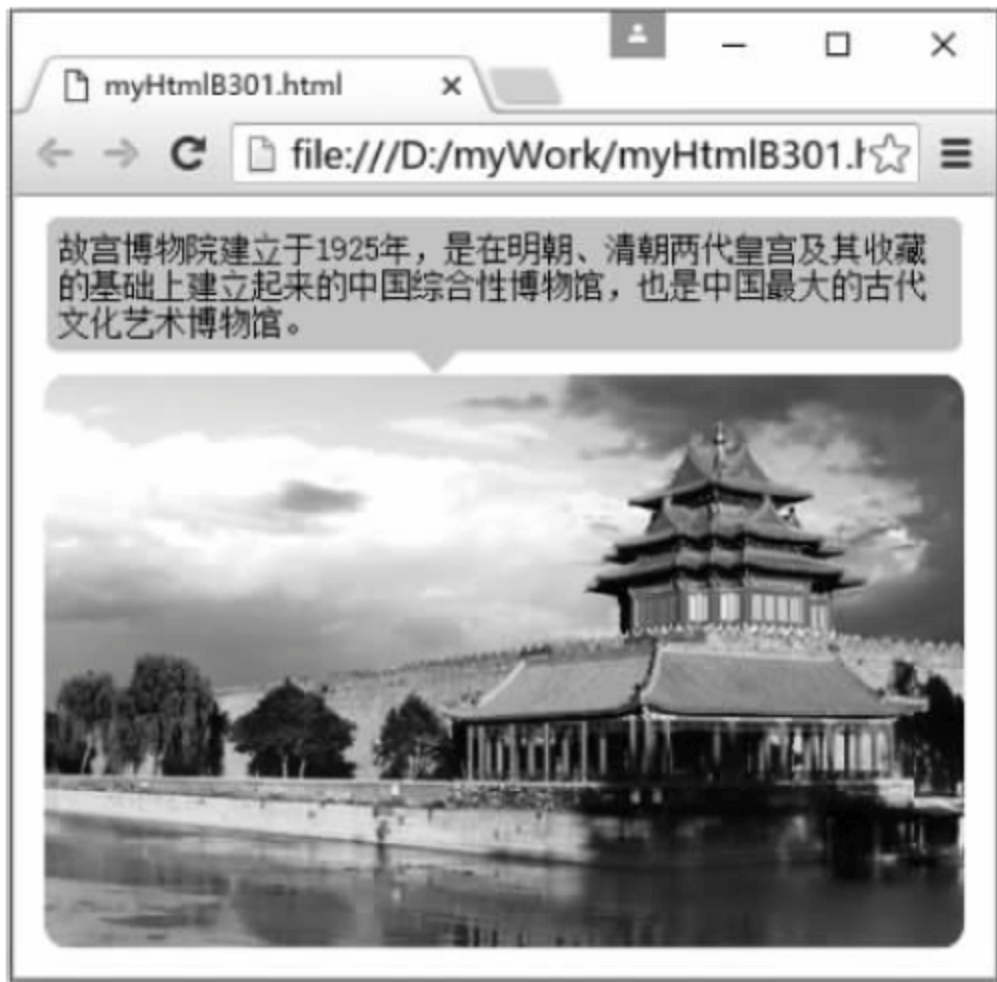 myHtmlB301.html
file:///D:/myWork/myHtmlB301.h
故宫博物院建立于1925年，是在明朝、清朝两代皇宫及其收藏
的基础上建立起来的中国综合性博物馆，也是中国最大的古代
文化艺术博物馆。